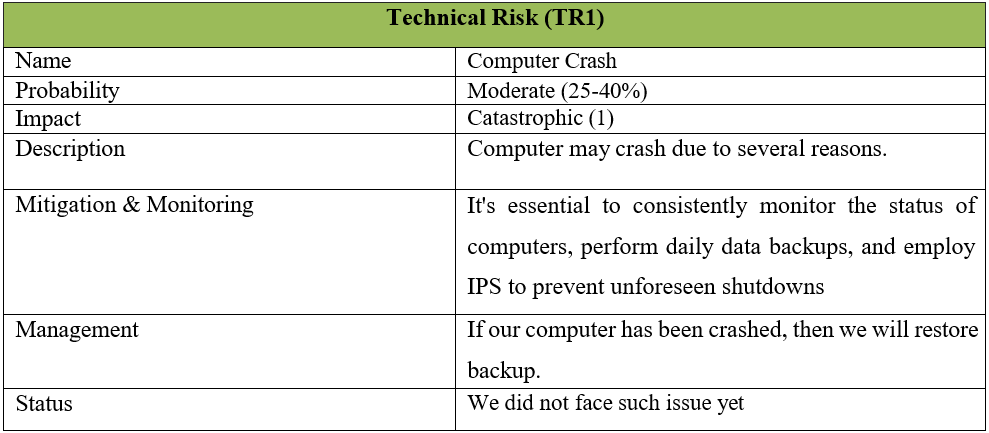 Technical Risk (TR1)
Name Computer Crash
Probability Moderate (25-40%)
Impact Catastrophic (1)
Description Computer may crash due to several reasons.
Mitigation & Monitoring It's essential to consistently monitor the status of
computers, perform daily data backups, and employ
IPS to prevent unforeseen shutdowns
Management If our computer has been crashed, then we will restore
backup.
Status We did not face such issue yet